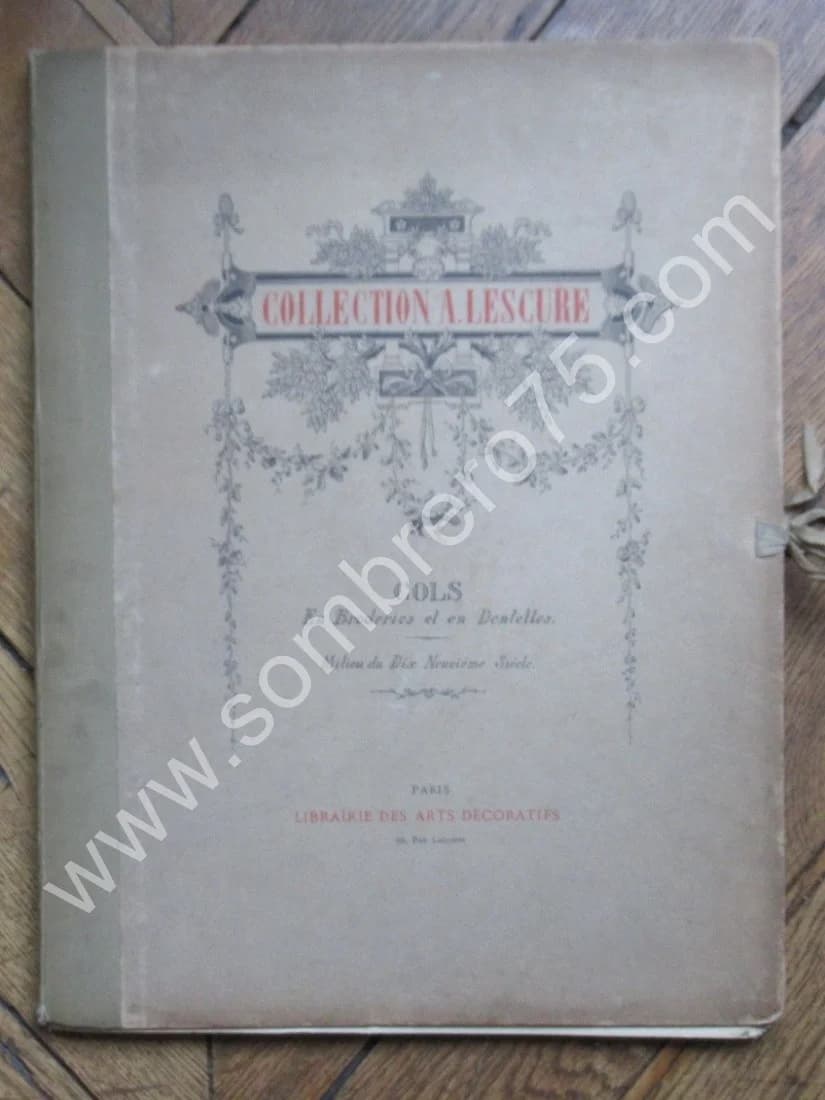 COLLECTION A. LESCURE
COLS
En Broderies et en Dentelles.
Milieu du Dix Neuvième Siècle.
PARIS
LIBRAIRIE DES ARTS DÉCORATIFS
www.sombrero75.com